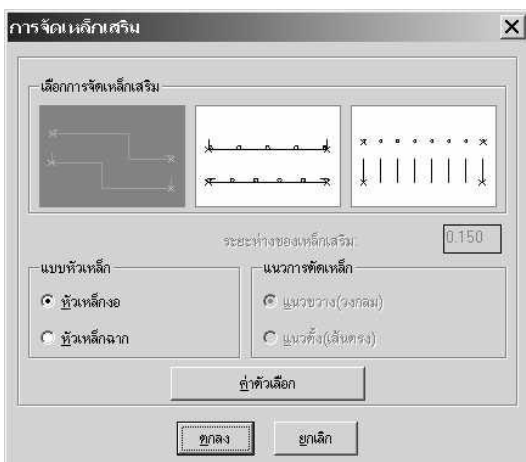 การจัดเหล็กเสริม
เลือกการจัดเหล็กเสริม
ระยะห่างของเหล็กเสริม: 0.150
แบบหัวเหล็ก
หัวเหล็กงอ
หัวเหล็กฉาก
แนวการตัดเหล็ก
แนวขวาง(วงกลม)
แนวตั้ง(เส้นตรง)
ค่าตัวเลือก
ตกลง
ยกเลิก